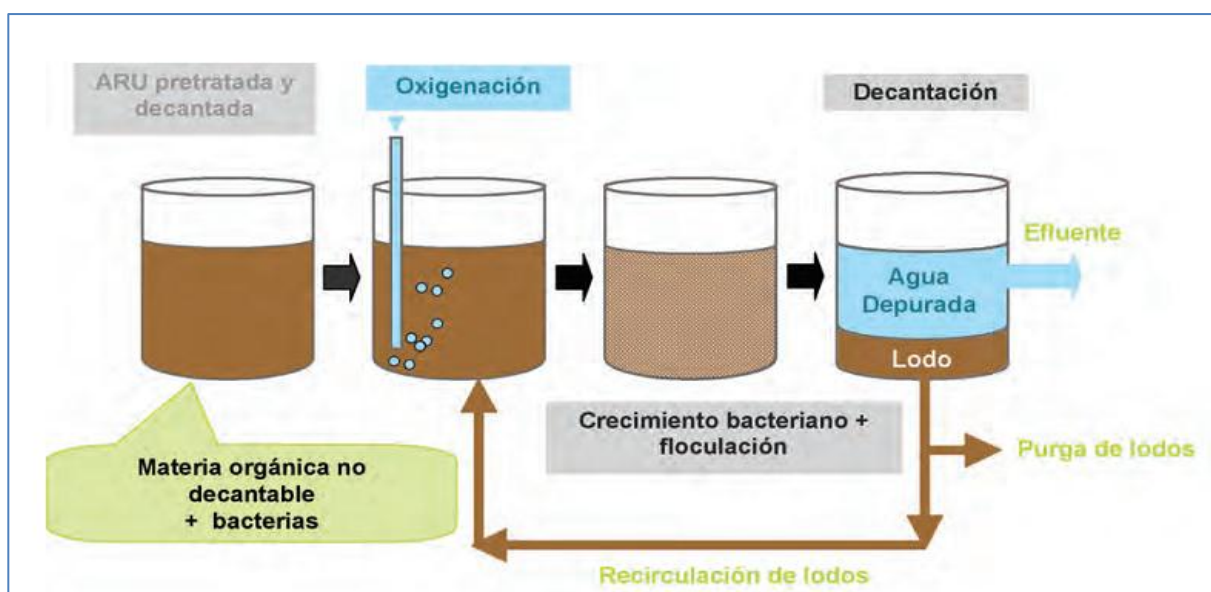 ARU pretratada y
decantada
Oxigenación
Decantación
Efluente
Agua
Depurada
Lodo
Crecimiento bacteriano +
floculación
Purga de lodos
Materia orgánica no
decantable
+ bacterias
Recirculación de lodos